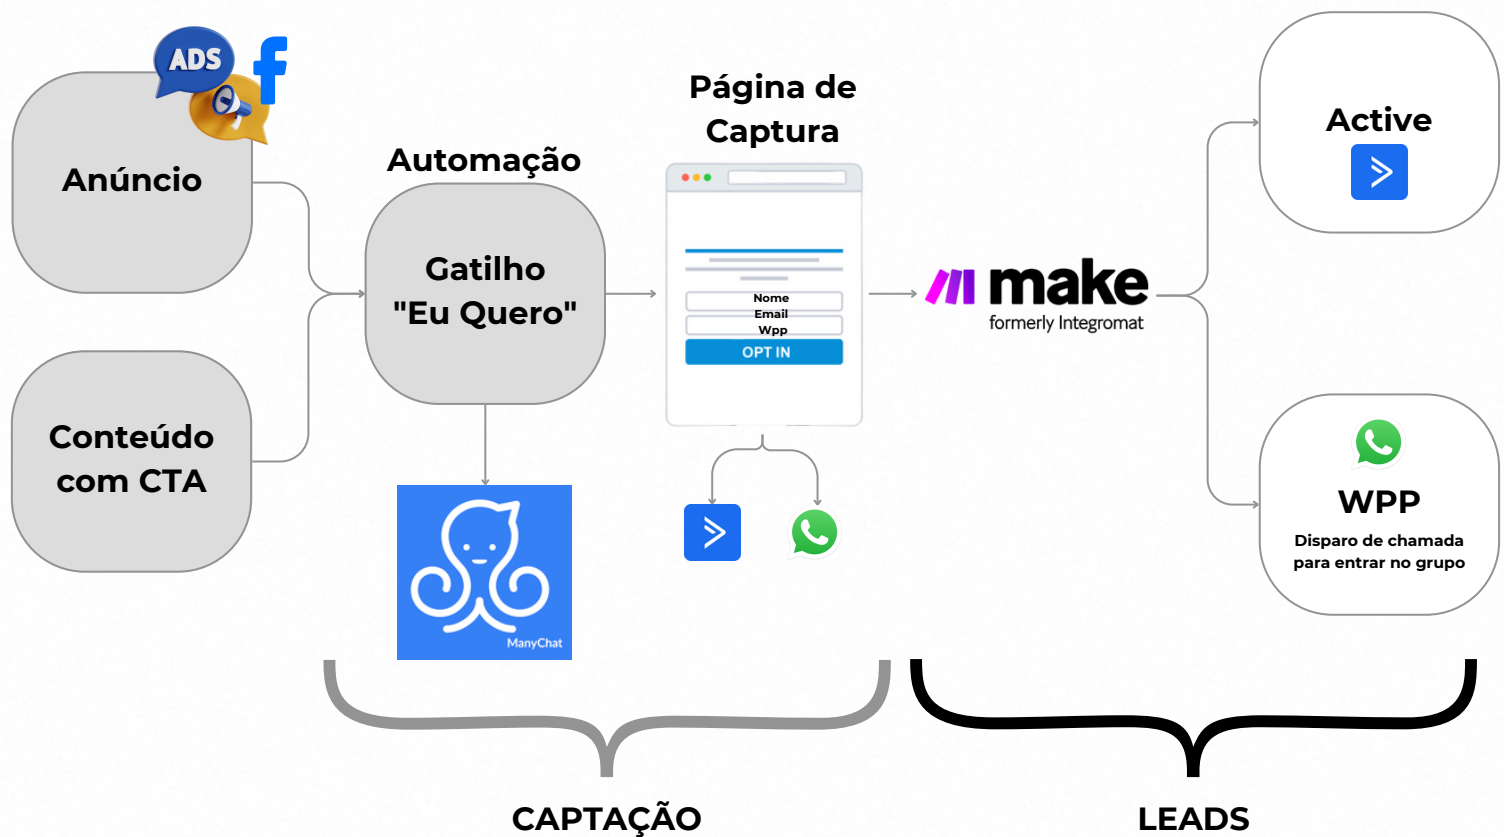 ADS
Anúncio
Conteúdo
com CTA
Automação
Gatilho
"Eu Quero"
ManyChat
Página de
Captura
Nome
Email
Wpp
OPT IN
make
formerly Integromat
Active
WPP
Disparo de chamada
para entrar no grupo
CAPTAÇÃO
LEADS